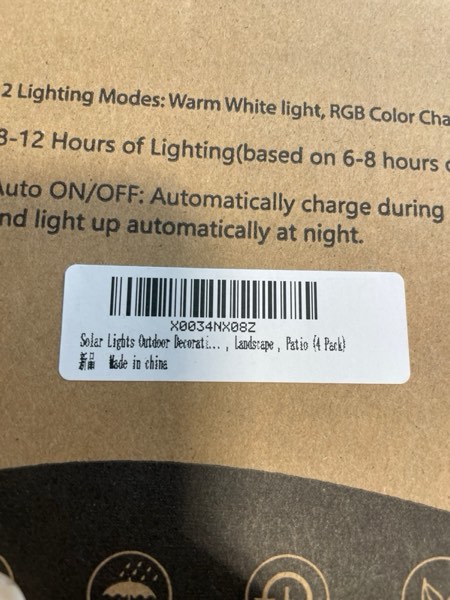 2 Lighting Modes: Warm White light, RGB Color Cha
8-12 Hours of Lighting(based on 6-8 hours
Auto ON/OFF: Automatically charge during
nd light up automatically at night.
X0034NX08Z
Solar Lights Outdoor Decorati... , Landscape , Patio (4 Pack)
新品 Made in china